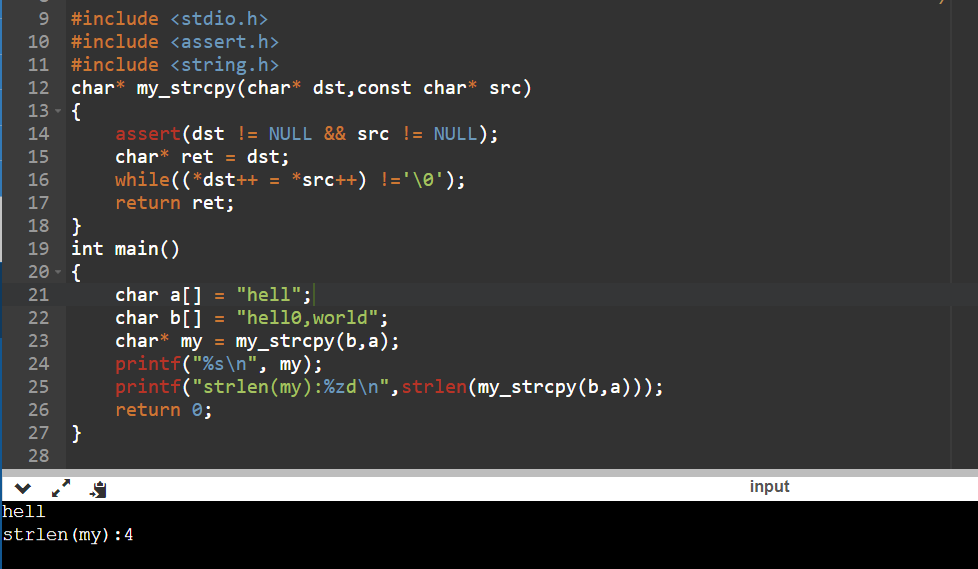 9 #include <stdio.h>
10 #include <assert.h>
11 #include <string.h>
12 char* my_strcpy(char* dst,const char* src)
13 {
14     assert(dst != NULL && src != NULL);
15     char* ret = dst;
16     while((*dst++ = *src++) !='\0');
17     return ret;
18 }
19 int main()
20 {
21     char a[] = "hell";
22     char b[] = "hell0,world";
23     char* my = my_strcpy(b,a);
24     printf("%s\n", my);
25     printf("strlen(my):%zd\n",strlen(my_strcpy(b,a)));
26     return 0;
27 }
28
input
hell
strlen(my):4